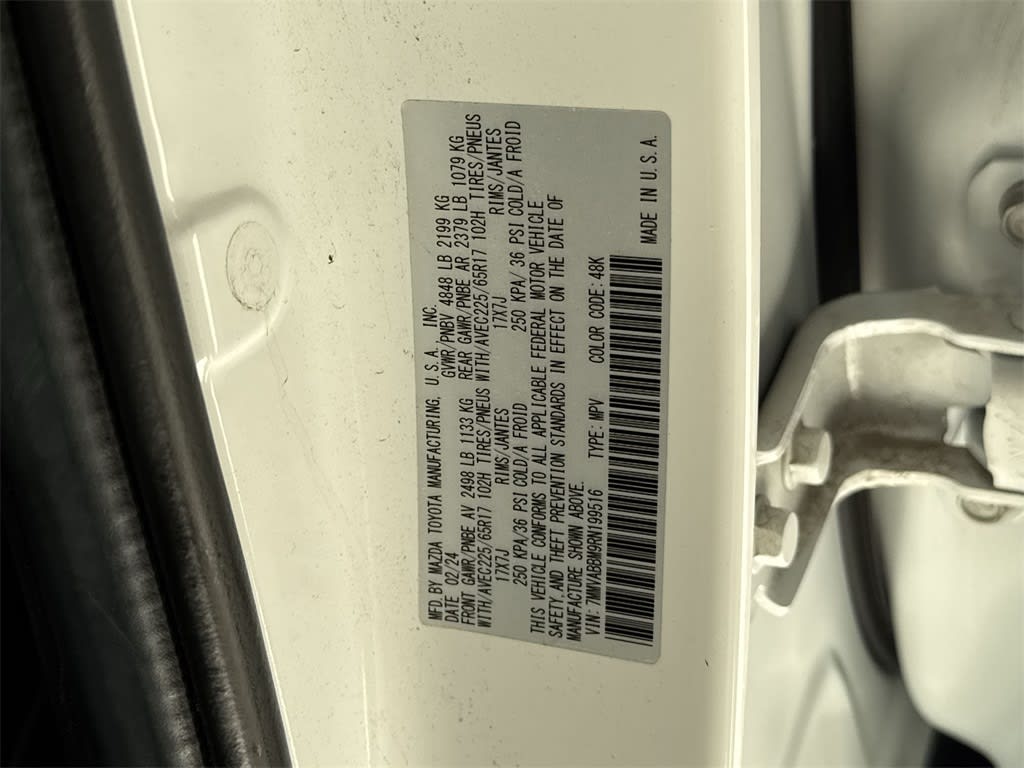 MFD.BY MAZDA TOYOTA MANUFACTURING, U.S.A., INC.
DATE 02/24 GVWR/PNBV 4848 LB 2199 KG
FRONT GAWR/PNBE AV 2498 LB 1133 KG REAR GAWR/PNBE AR 2379 LB 1079 KG
WITH/AVEC225/65R17 102H TIRES/PNEUS WITH/AVEC225/65R17 102H TIRES/PNEUS
17X7J RIMS/JANTES 17X7J RIMS/JANTES
250 KPA/36 PSI COLD/A FROID 250 KPA/36 PSI COLD/A FROID
THIS VEHICLE CONFORMS TO ALL APPLICABLE FEDERAL MOTOR VEHICLE
SAFETY, AND THEFT PREVENTION STANDARDS IN EFFECT ON THE DATE OF
MANUFACTURE SHOWN ABOVE.
VIN: 7MMVABBM9RN199516 TYPE: MPV COLOR CODE: 48K
MADE IN U.S.A.